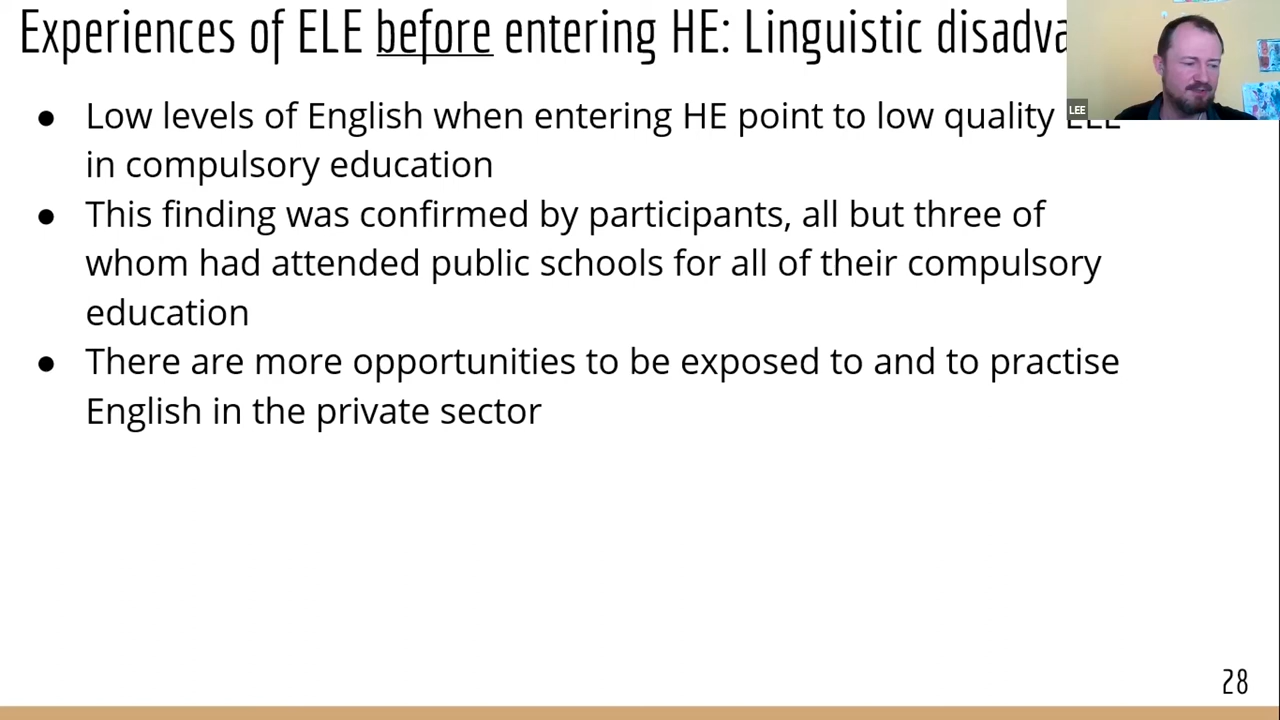 Experiences of ELE before entering HE: Linguistic
● Low levels of English when entering HE point to low quality
in compulsory education
● This finding was confirmed by participants, all but three of
whom had attended public schools for all of their compulsory
education
● There are more opportunities to be exposed to and to practise
English in the private sector
LEE
28